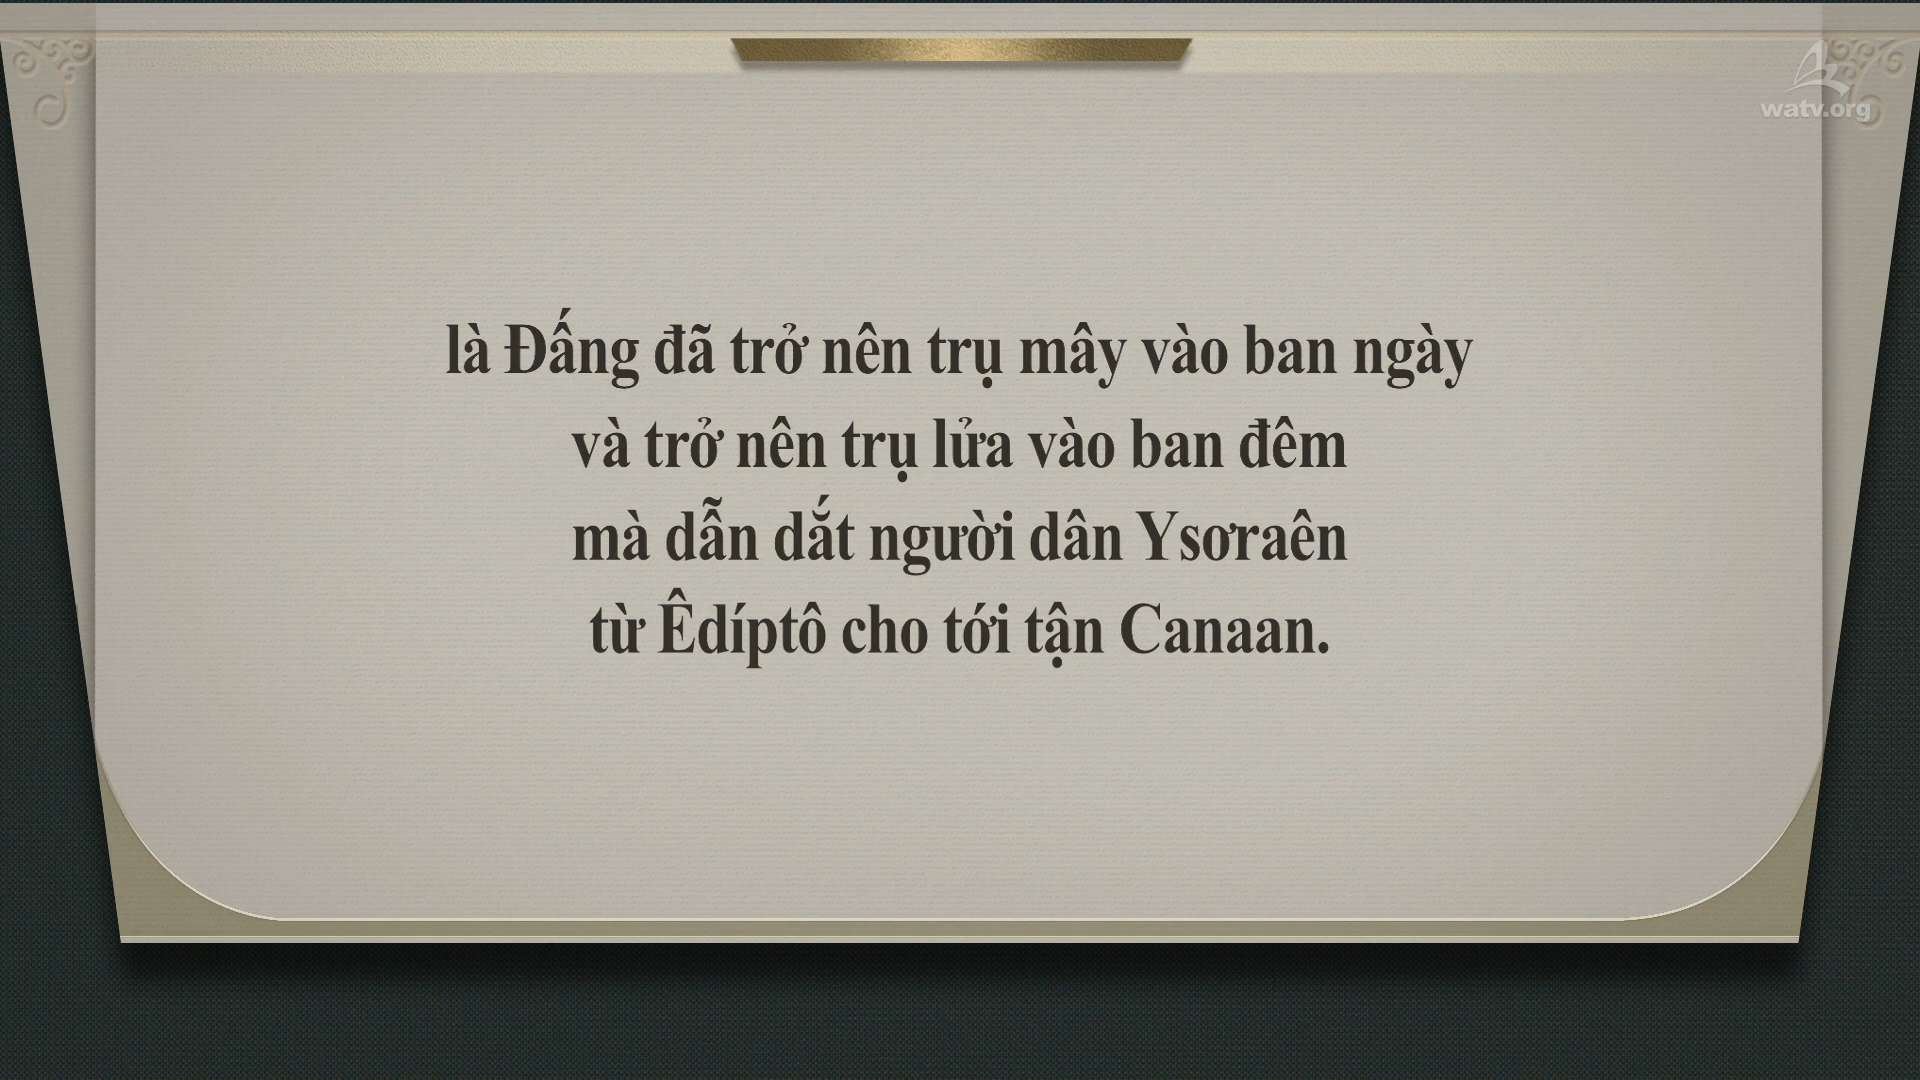 watv.org
là Đấng đã trở nên trụ mây vào ban ngày
và trở nên trụ lửa vào ban đêm
mà dẫn dắt người dân Ysơraên
từ Êdíptô cho tới tận Canaan.